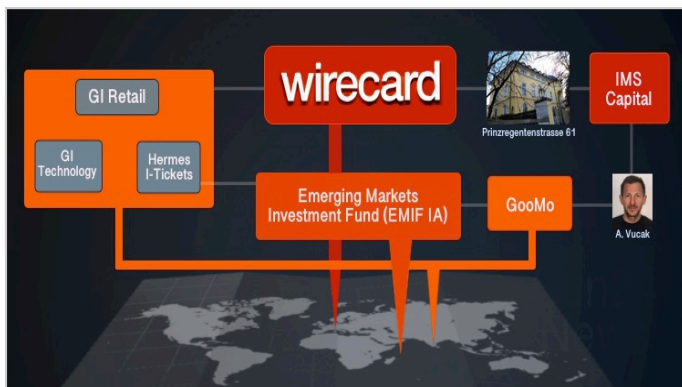 wirecard
GI Retail
GI
Technology
Hermes
I-Tickets
Prinzregentenstrasse 61
IMS
Capital
Emerging Markets
Investment Fund (EMIF IA)
GooMo
A. Vucak